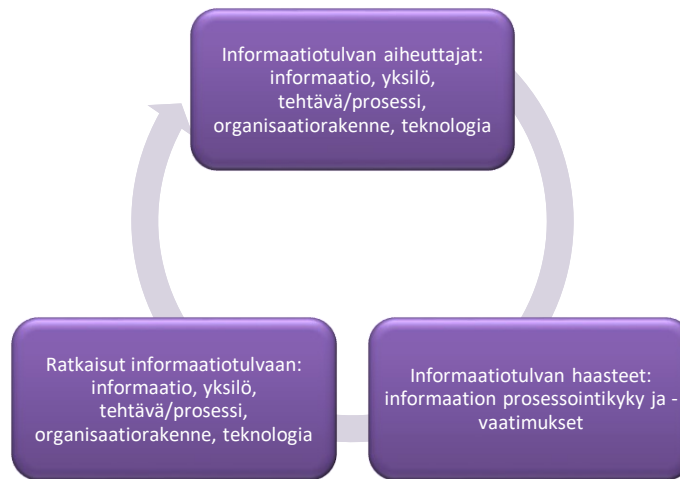 Informaatiotulvan aiheuttajat:
informaatio, yksilö,
tehtävä/prosessi,
organisaatiorakenne, teknologia
Ratkaisut informaatiotulvaan:
informaatio, yksilö,
tehtävä/prosessi,
organisaatiorakenne, teknologia
Informaatiotulvan haasteet:
informaation prosessointikyky ja -
vaatimukset